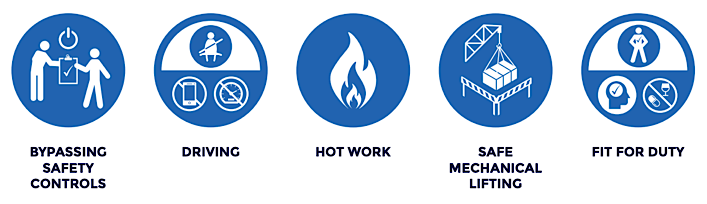 BYPASSING
SAFETY
CONTROLS
DRIVING
HOT WORK
SAFE
MECHANICAL
LIFTING
FIT FOR DUTY